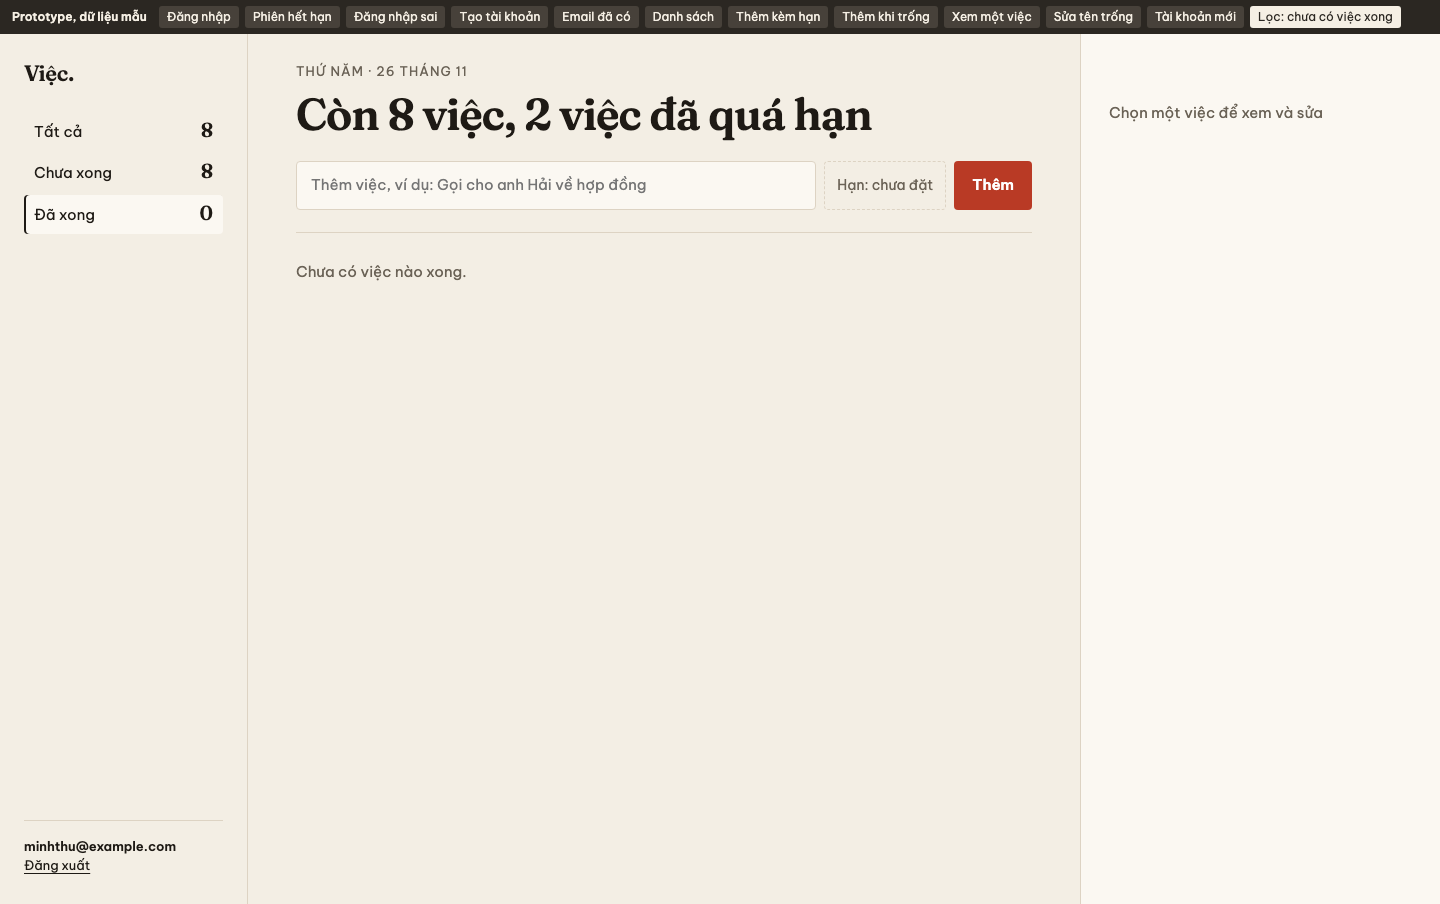 Prototype, dữ liệu mẫu Đăng nhập Phiên hết hạn Đăng nhập sai Tạo tài khoản Email đã có Danh sách Thêm kèm hạn Thêm khi trống Xem một việc Sửa tên trống Tài khoản mới Lọc: chưa có việc xong
Việc.
Tất cả 8
Chưa xong 8
Đã xong 0
minhthu@example.com
Đăng xuất
THỨ NĂM · 26 THÁNG 11
Còn 8 việc, 2 việc đã quá hạn
Thêm việc, ví dụ: Gọi cho anh Hải về hợp đồng Hạn: chưa đặt Thêm
Chưa có việc nào xong.
Chọn một việc để xem và sửa